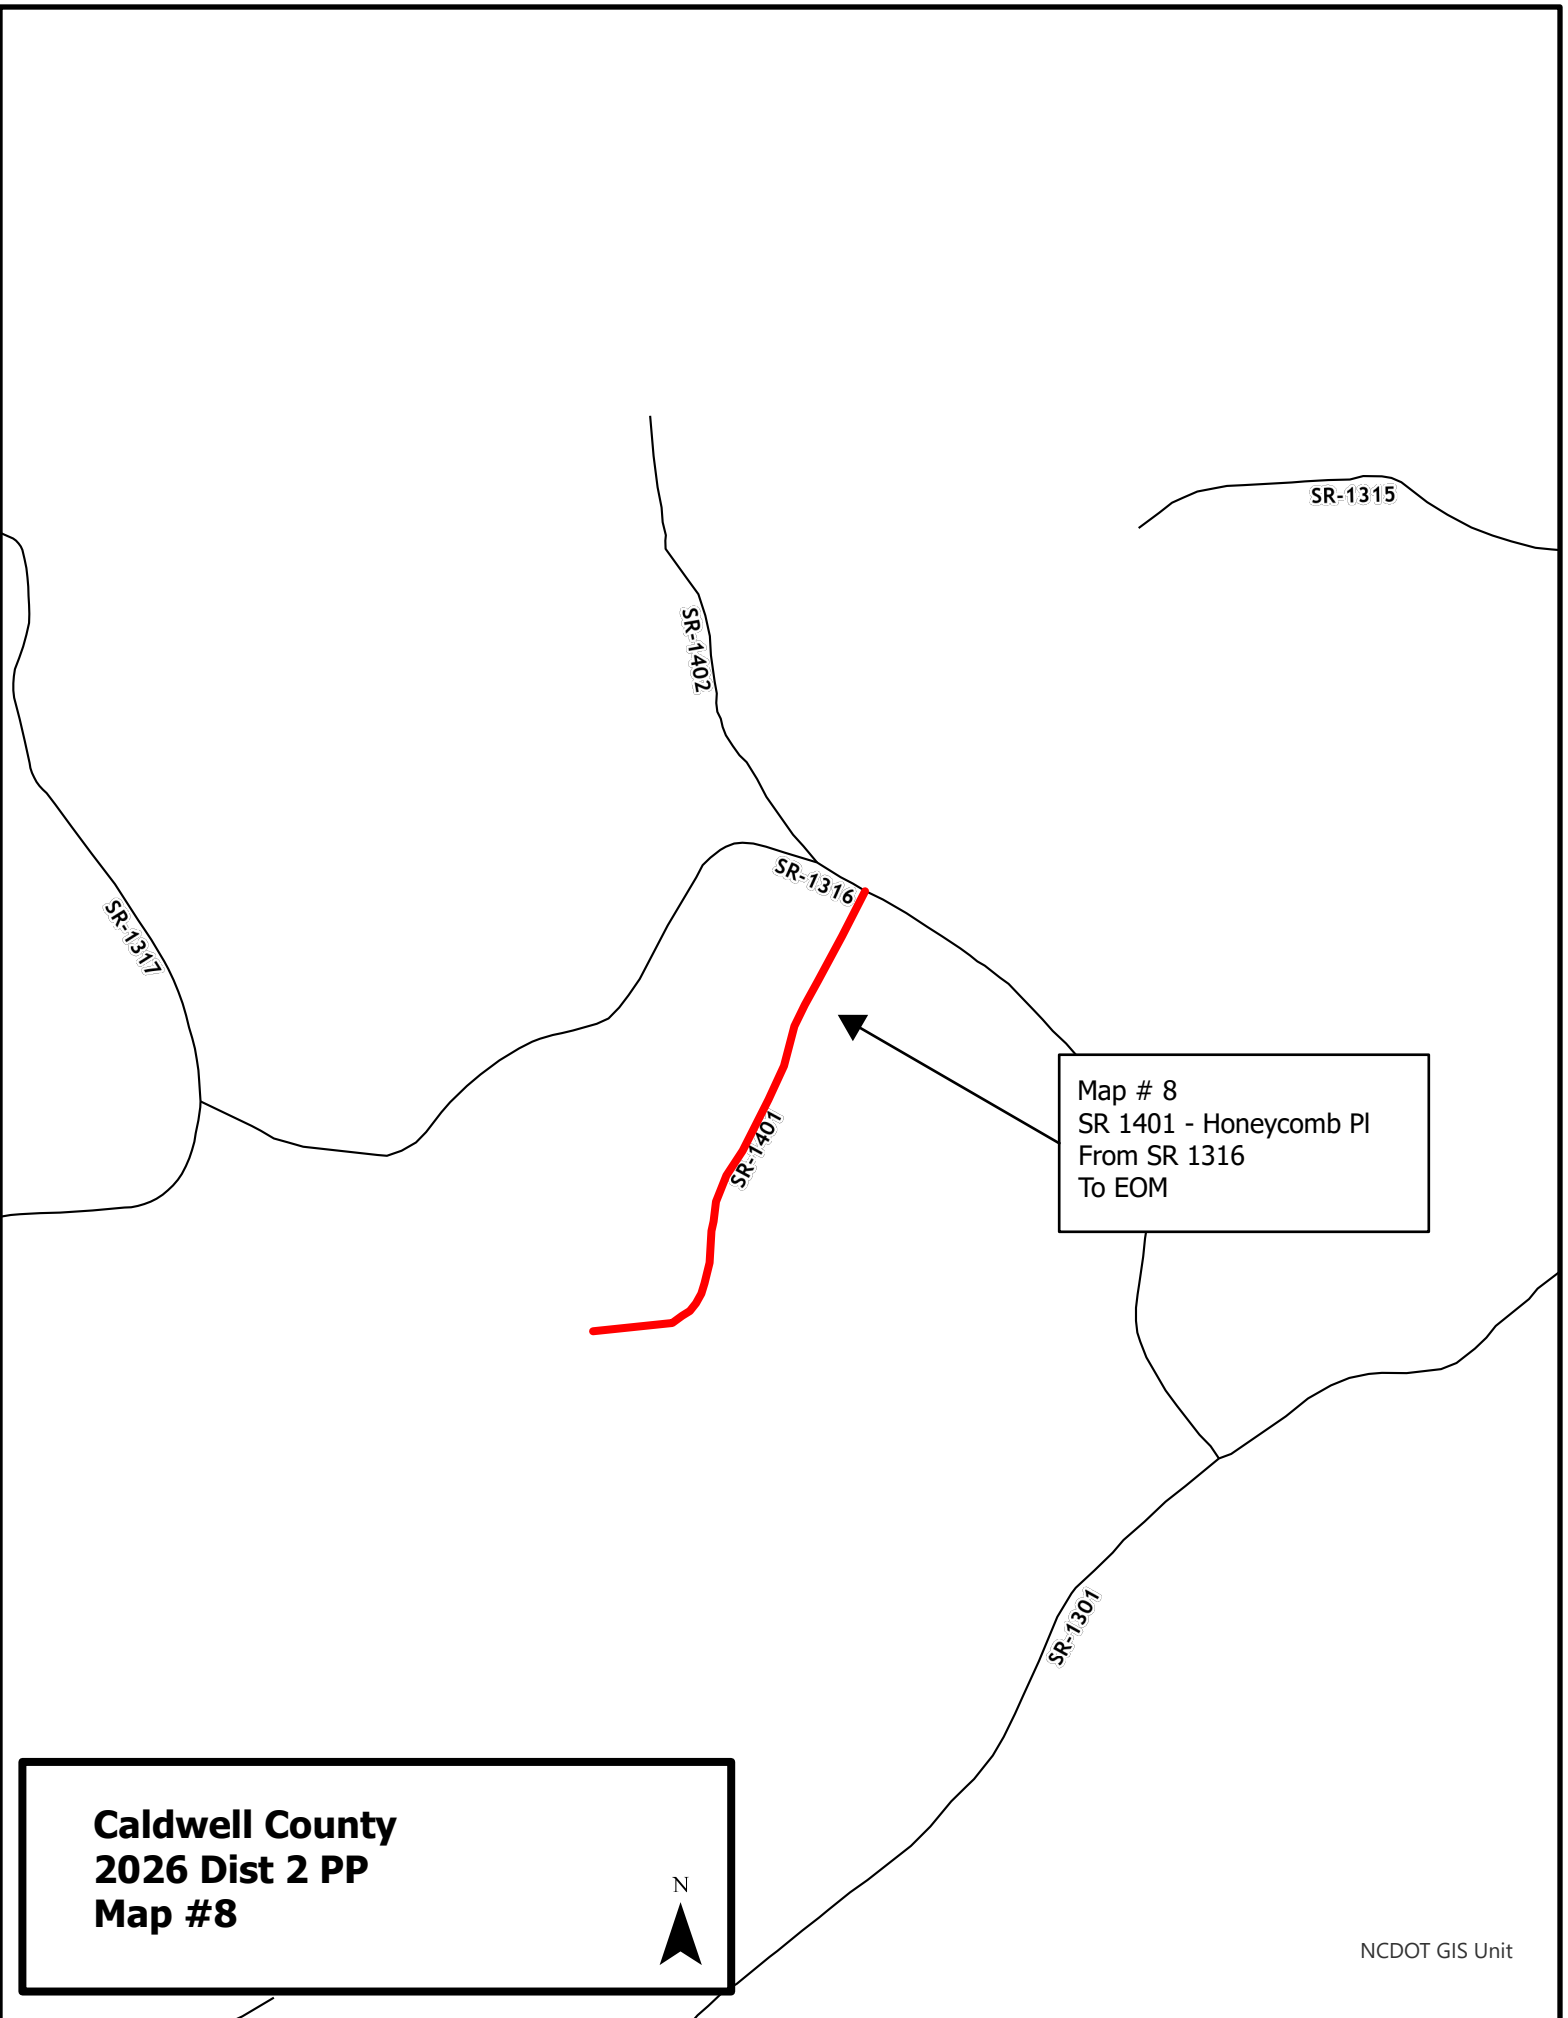 SR-1315
SR-1402
SR-1316
SR-1317
Map # 8
SR 1401 - Honeycomb Pl
From SR 1316
To EOM
SR-1401
SR-1301
Caldwell County
2026 Dist 2 PP
Map #8
N
NCDOT GIS Unit